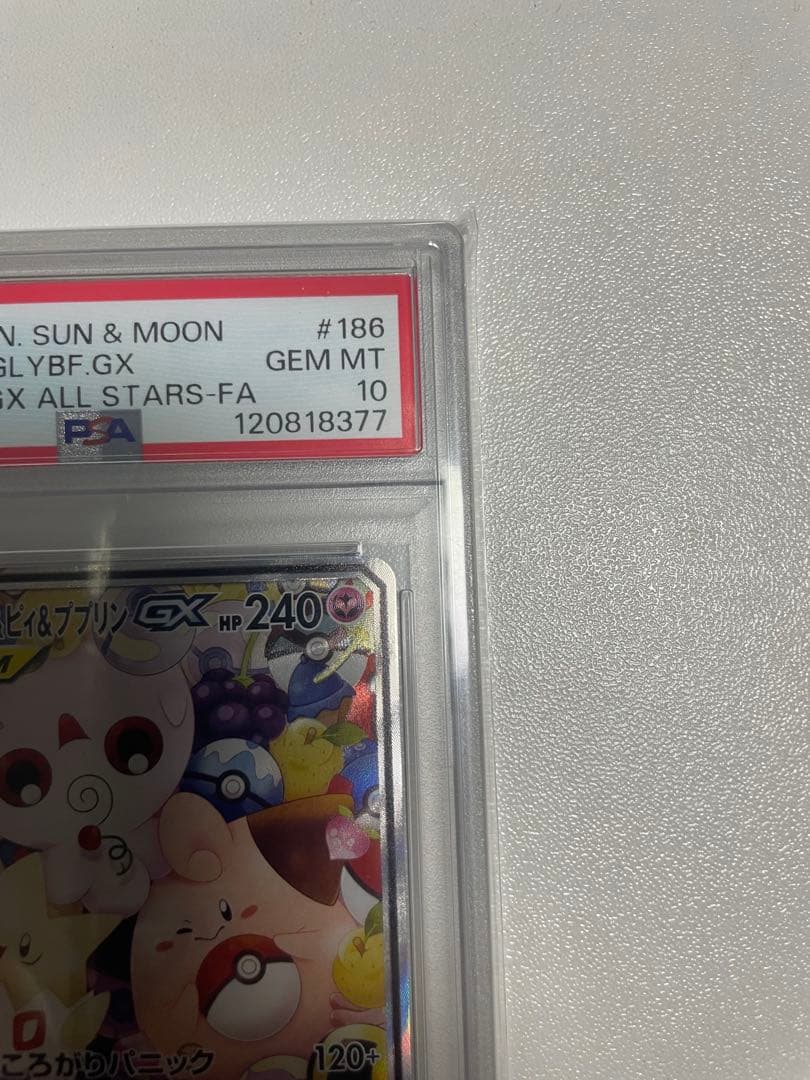 N. SUN & MOON #186
GLYBF.GX GEM MT
GX ALL STARS-FA 10
PSA 120818377
ピィ&ププリン GX HP 240
M
ころがりパニック 120+